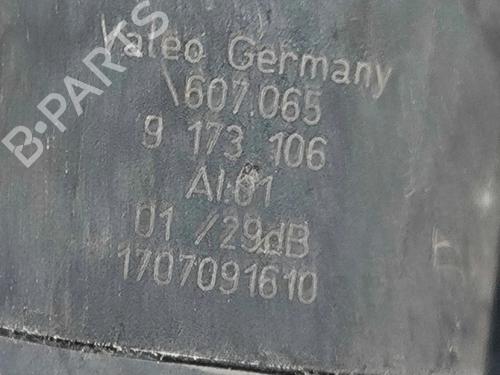 Valeo Germany
\607.065
9 173 106
AI:01
01 /29dB
1707091610
B-PARTS